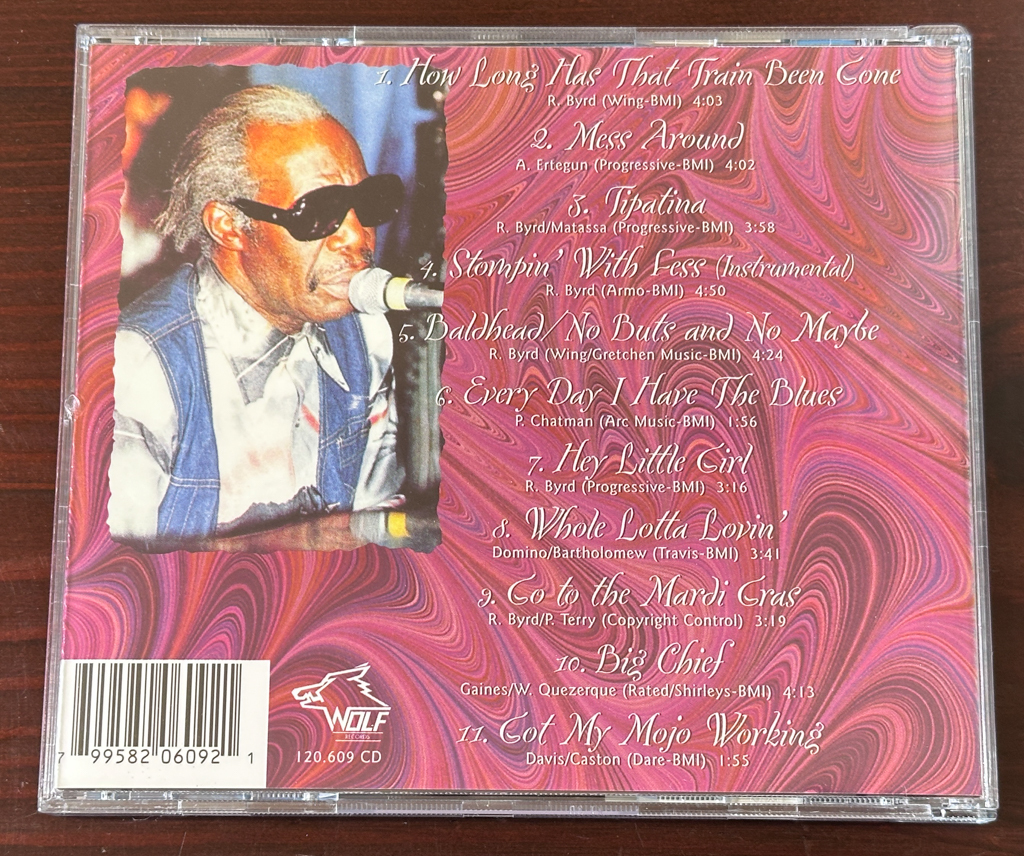 1. How Long Has That Train Been Gone
R. Byrd (Wing-BMI) 4:03
2. Mess Around
A. Ertegun (Progressive-BMI) 4:02
3. Tipatina
R. Byrd/Matassa (Progressive-BMI) 3:58
4. Stompin' With Fess (Instrumental)
R. Byrd (Armo-BMI) 4:50
5. Baldhead/No Buts and No Maybe
R. Byrd (Wing/Gretchen Music-BMI) 4:24
6. Every Day I Have The Blues
P. Chatman (Arc Music-BMI) 1:56
7. Hey Little Girl
R. Byrd (Progressive-BMI) 3:16
8. Whole Lotta Lovin'
Domino/Bartholomew (Travis-BMI) 3:41
9. Go to the Mardi Gras
R. Byrd/P. Terry (Copyright Control) 3:19
10. Big Chief
Gaines/W. Quezerque (Rated/Shirleys-BMI) 4:13
11. Got My Mojo Working
Davis/Caston (Dare-BMI) 1:55
WOLF
RECORDS
120.609 CD
7 99582 06092 1